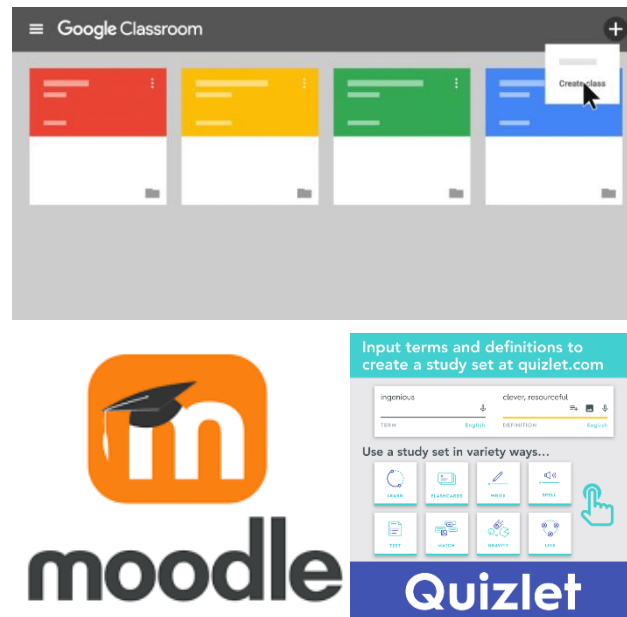 Google Classroom
Create class
m
moodle
Input terms and definitions to
create a study set at quizlet.com
ingenious
clever, resourceful
TERM
English
DEFINITION
English
Use a study set in variety ways...
LEARN
FLASHCARDS
WRITE
SPELL
TEST
MATCH
GRAVITY
LIVE
Quizlet